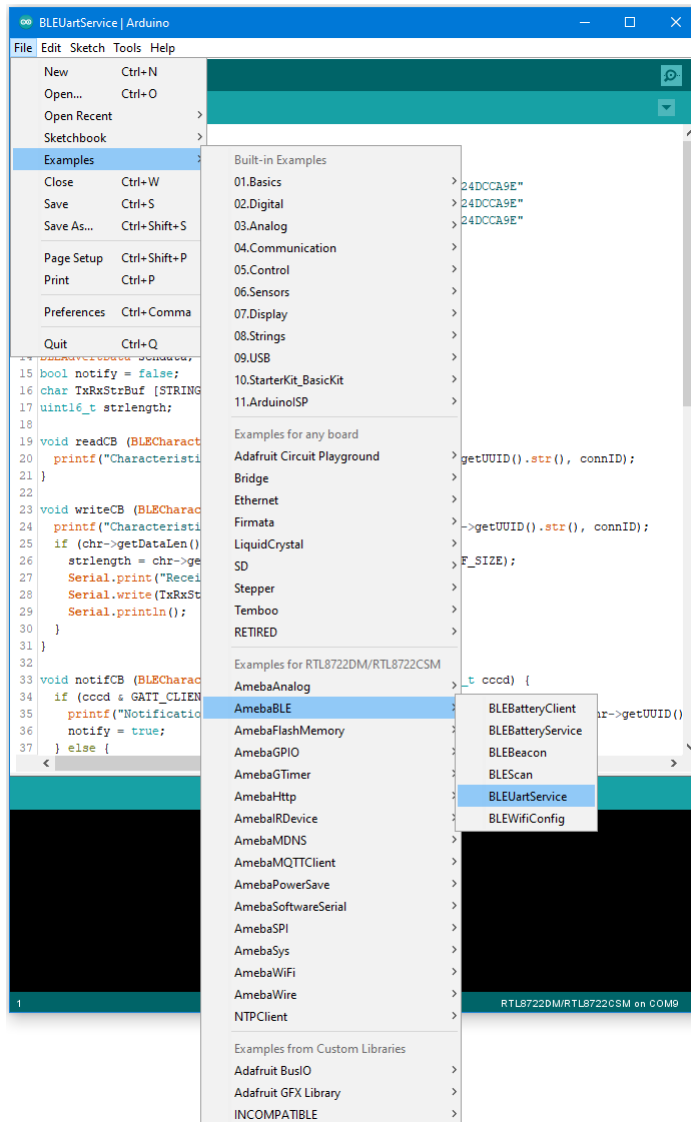 BLEUartService | Arduino
File Edit Sketch Tools Help
New Ctrl+N
Open... Ctrl+O
Open Recent
Sketchbook
Examples
Close Ctrl+W
Save Ctrl+S
Save As... Ctrl+Shift+S
Page Setup Ctrl+Shift+P
Print Ctrl+P
Preferences Ctrl+Comma
Quit Ctrl+Q
Built-in Examples
01.Basics
02.Digital
03.Analog
04.Communication
05.Control
06.Sensors
07.Display
08.Strings
09.USB
10.StarterKit_BasicKit
11.ArduinoISP
Examples for any board
Adafruit Circuit Playground
Bridge
Ethernet
Firmata
LiquidCrystal
SD
Stepper
Temboo
RETIRED
Examples for RTL8722DM/RTL8722CSM
AmebaAnalog
AmebaBLE
AmebaFlashMemory
AmebaGPIO
AmebaGTimer
AmebaHttp
AmebaIRDevice
AmebaMDNS
AmebaMQTTClient
AmebaPowerSave
AmebaSoftwareSerial
AmebaSPI
AmebaSys
AmebaWiFi
AmebaWire
NTPClient
Examples from Custom Libraries
Adafruit BusIO
Adafruit GFX Library
INCOMPATIBLE
BLEBatteryClient
BLEBatteryService
BLEBeacon
BLEScan
BLEUartService
BLEWifiConfig
24DCCA9E"
24DCCA9E"
24DCCA9E"
15 bool notify = false;
16 char TxRxStrBuf [STRING
17 uint16_t strlength;
18
19 void readCB (BLECharact
20 printf("Characteristi getUUID().str(), connID);
21 }
22
23 void writeCB (BLECharac
24 printf("Characteristi ->getUUID().str(), connID);
25 if (chr->getDataLen()
26 strlength = chr->ge F_SIZE);
27 Serial.print("Recei
28 Serial.write(TxRxSt
29 Serial.println();
30 }
31 }
32
33 void notifCB (BLECharac _t cccd) {
34 if (cccd & GATT_CLIEN
35 printf("Notificatio hr->getUUID()
36 notify = true;
37 } else {
1 RTL8722DM/RTL8722CSM on COM9